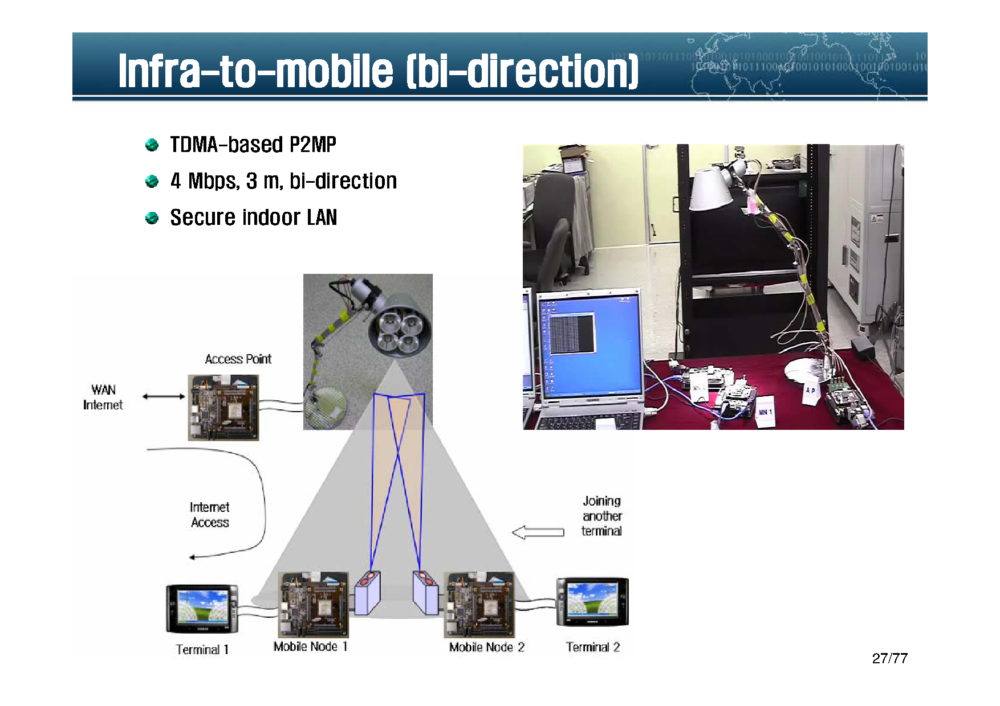 Infra-to-mobile (bi-direction)
TDMA-based P2MP
4 Mbps, 3 m, bi-direction
Secure indoor LAN
Access Point
WAN
Internet
Internet
Access
Joining
another
terminal
AP
MN 1
Terminal 1
Mobile Node 1
Mobile Node 2
Terminal 2
27/77